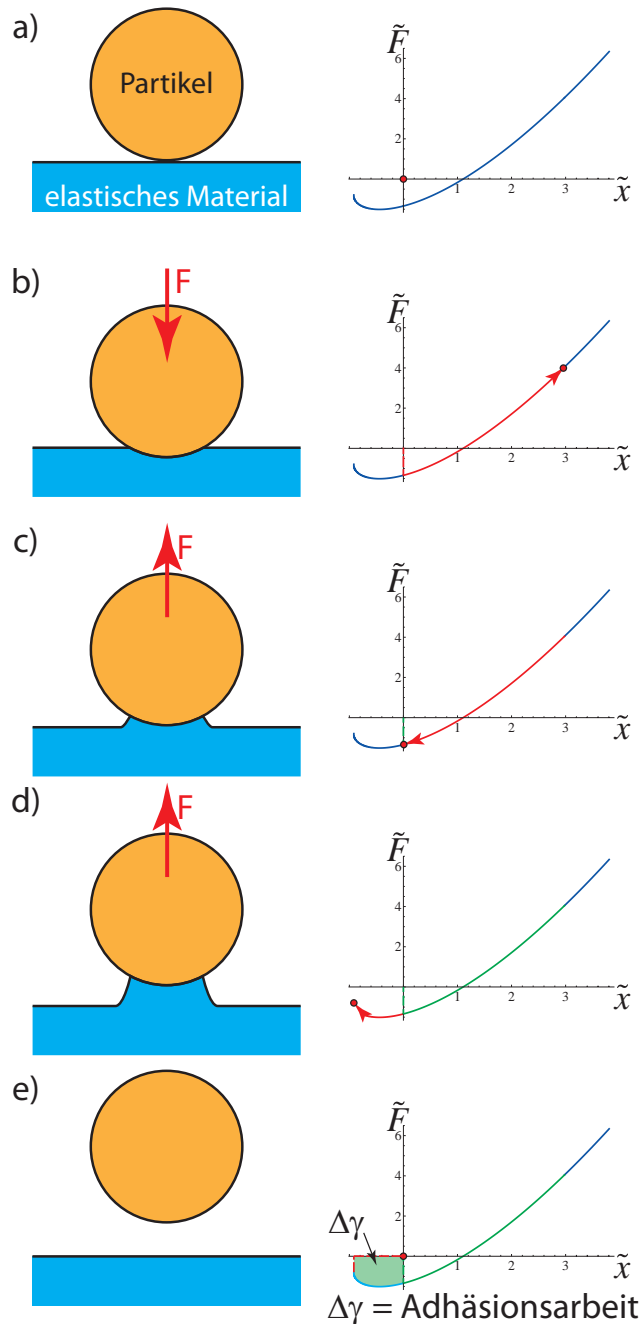 a)
Partikel
elastisches Material
F̃
6
4
2
1 2 3
x̃
b)
F
F̃
6
4
2
1 2 3
x̃
c)
F
F̃
6
4
2
1 2 3
x̃
d)
F
F̃
6
4
2
1 2 3
x̃
e)
F̃
6
4
2
1 2 3
x̃
Δγ
Δγ = Adhäsionsarbeit